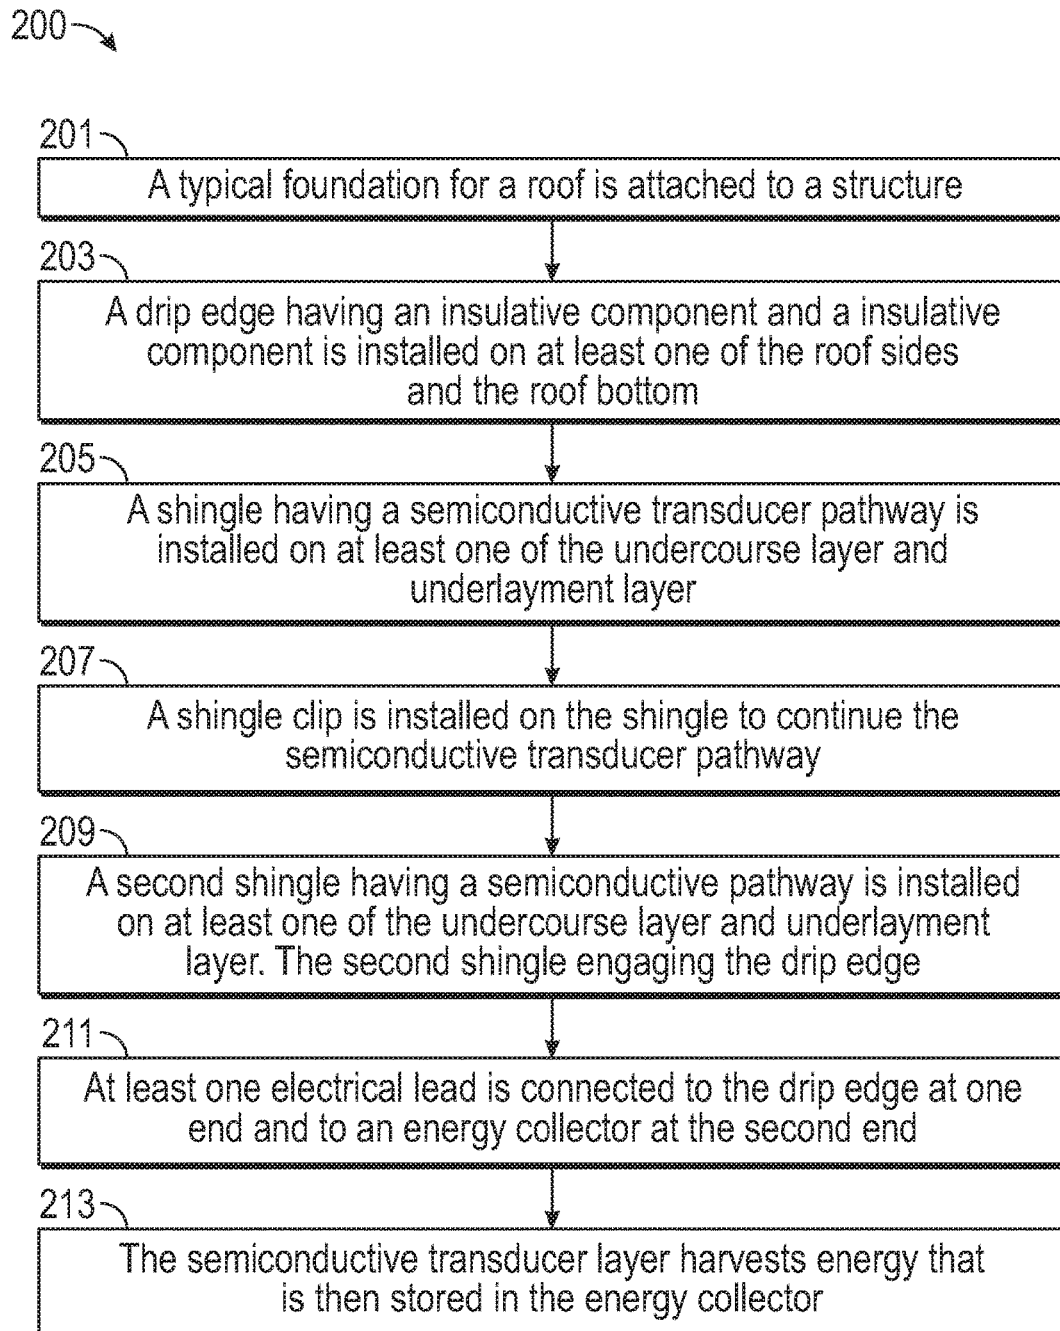 200
201
A typical foundation for a roof is attached to a structure
203
A drip edge having an insulative component and a insulative
component is installed on at least one of the roof sides
and the roof bottom
205
A shingle having a semiconductive transducer pathway is
installed on at least one of the undercourse layer and
underlayment layer
207
A shingle clip is installed on the shingle to continue the
semiconductive transducer pathway
209
A second shingle having a semiconductive pathway is installed
on at least one of the undercourse layer and underlayment
layer. The second shingle engaging the drip edge
211
At least one electrical lead is connected to the drip edge at one
end and to an energy collector at the second end
213
The semiconductive transducer layer harvests energy that
is then stored in the energy collector